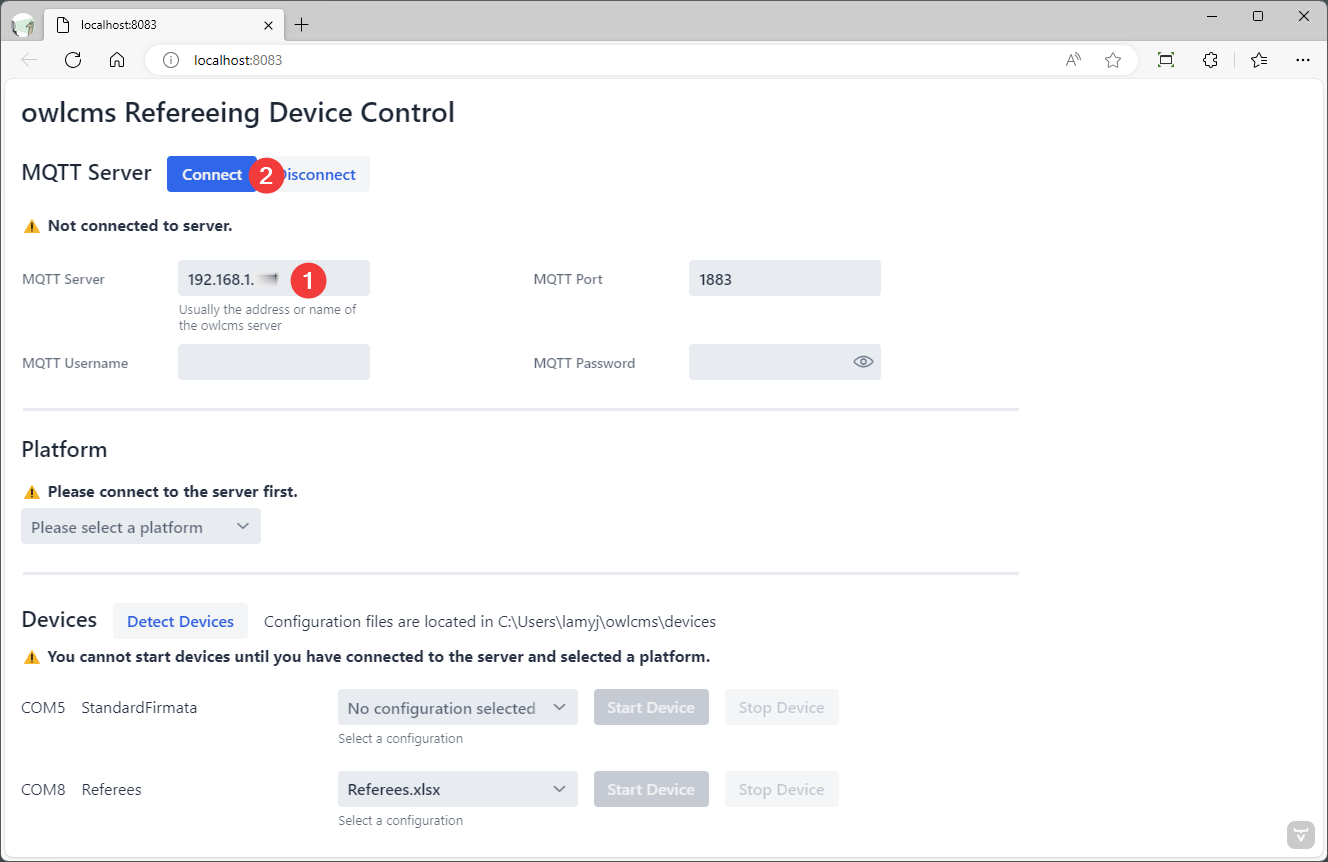 localhost:8083
localhost:8083
owlcms Refereeing Device Control
MQTT Server Connect 2 isconnect
Not connected to server.
MQTT Server 192.168.1. 1 MQTT Port 1883
Usually the address or name of
the owlcms server
MQTT Username MQTT Password
Platform
Please connect to the server first.
Please select a platform
Devices Detect Devices Configuration files are located in C:\Users\lamyj\owlcms\devices
You cannot start devices until you have connected to the server and selected a platform.
COM5 StandardFirmata No configuration selected Start Device Stop Device
Select a configuration
COM8 Referees Referees.xlsx Start Device Stop Device
Select a configuration